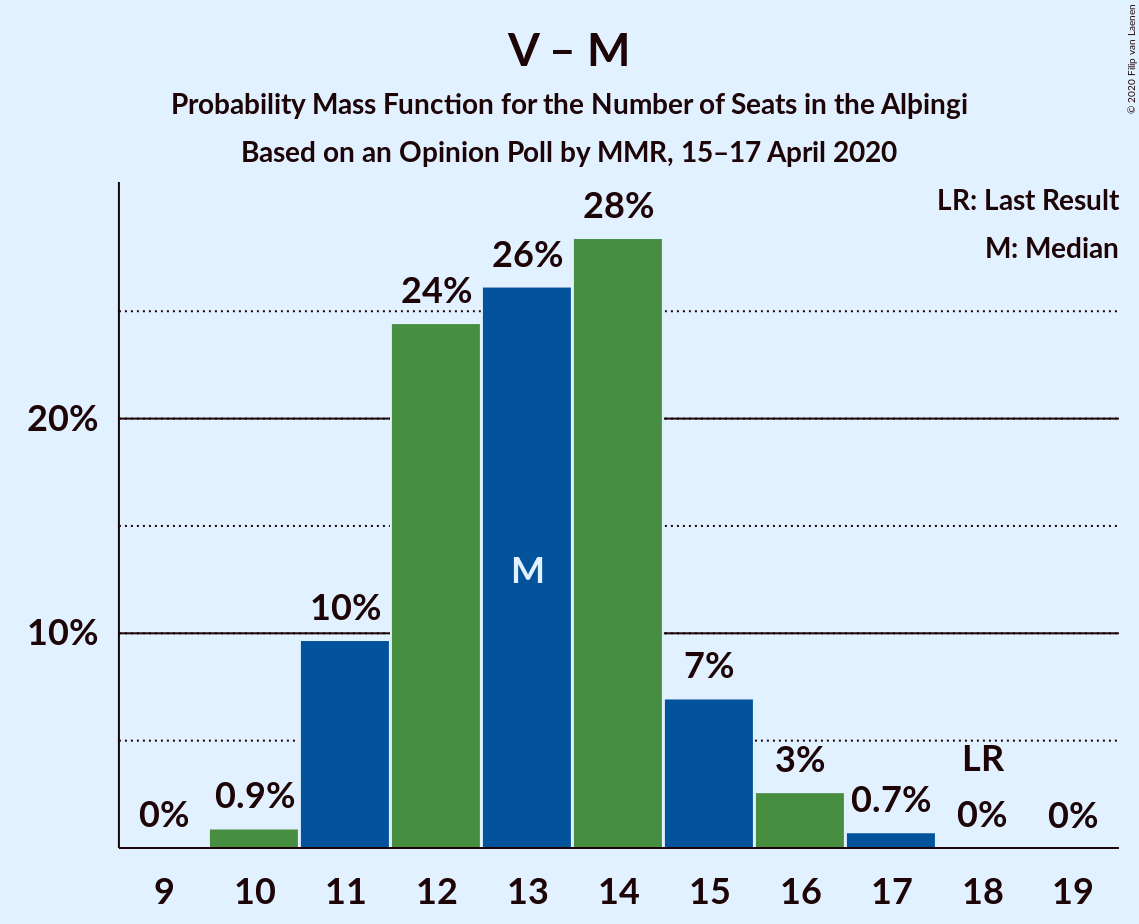 V – M
Probability Mass Function for the Number of Seats in the Alþingi
Based on an Opinion Poll by MMR, 15–17 April 2020
© 2020 Filip van Laenen
LR: Last Result
M: Median
20%
10%
0%
0.9%
10%
24%
26%
28%
7%
3%
0.7%
LR
0%
0%
M
9 10 11 12 13 14 15 16 17 18 19